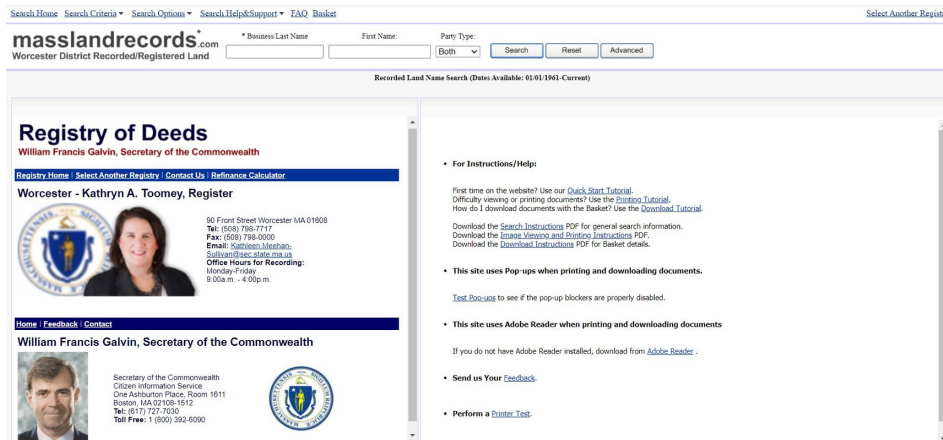 Search Home Search Criteria Search Options Search Help&Support FAQ Basket
Select Another Regist
masslandrecords.com
Worcester District Recorded/Registered Land
* Business/Last Name
First Name:
Party Type:
Both
Search
Reset
Advanced
Recorded Land Name Search (Dates Available: 01/01/1961-Current)
Registry of Deeds
William Francis Galvin, Secretary of the Commonwealth
Registry Home | Select Another Registry | Contact Us | Refinance Calculator
Worcester - Kathryn A. Toomey, Register
90 Front Street Worcester MA 01608
Tel: (508) 798-7717
Fax: (508) 798-0000
Email: Kathleen.Meehan-
Sullivan@sec.state.ma.us
Office Hours for Recording:
Monday-Friday
9:00a.m. - 4:00p.m.
Home | Feedback | Contact
William Francis Galvin, Secretary of the Commonwealth
Secretary of the Commonwealth
Citizen Information Service
One Ashburton Place, Room 1611
Boston, MA 02108-1512
Tel: (617) 727-7030
Toll Free: 1 (800) 392-6090
• For Instructions/Help:
First time on the website? Use our Quick Start Tutorial.
Difficulty viewing or printing documents? Use the Printing Tutorial.
How do I download documents with the Basket? Use the Download Tutorial.
Download the Search Instructions PDF for general search information.
Download the Image Viewing and Printing Instructions PDF.
Download the Download Instructions PDF for Basket details.
• This site uses Pop-ups when printing and downloading documents.
Test Pop-ups to see if the pop-up blockers are properly disabled.
• This site uses Adobe Reader when printing and downloading documents
If you do not have Adobe Reader installed, download from Adobe Reader .
• Send us Your Feedback.
• Perform a Printer Test.